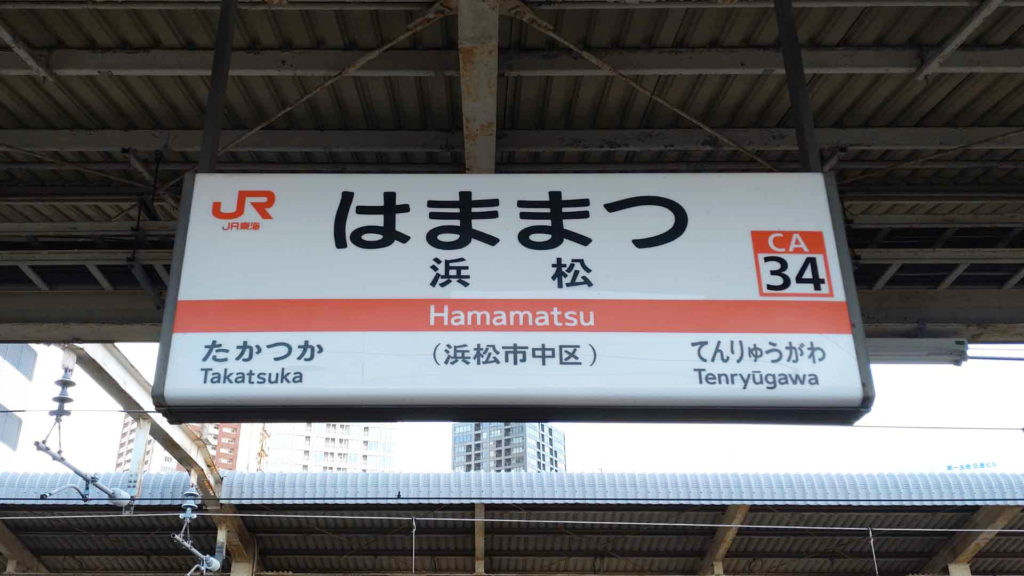 JR
JR東海
はままつ
浜 松
CA
34
Hamamatsu
たかつか
Takatsuka
(浜松市中区)
てんりゅうがわ
Tenryūgawa